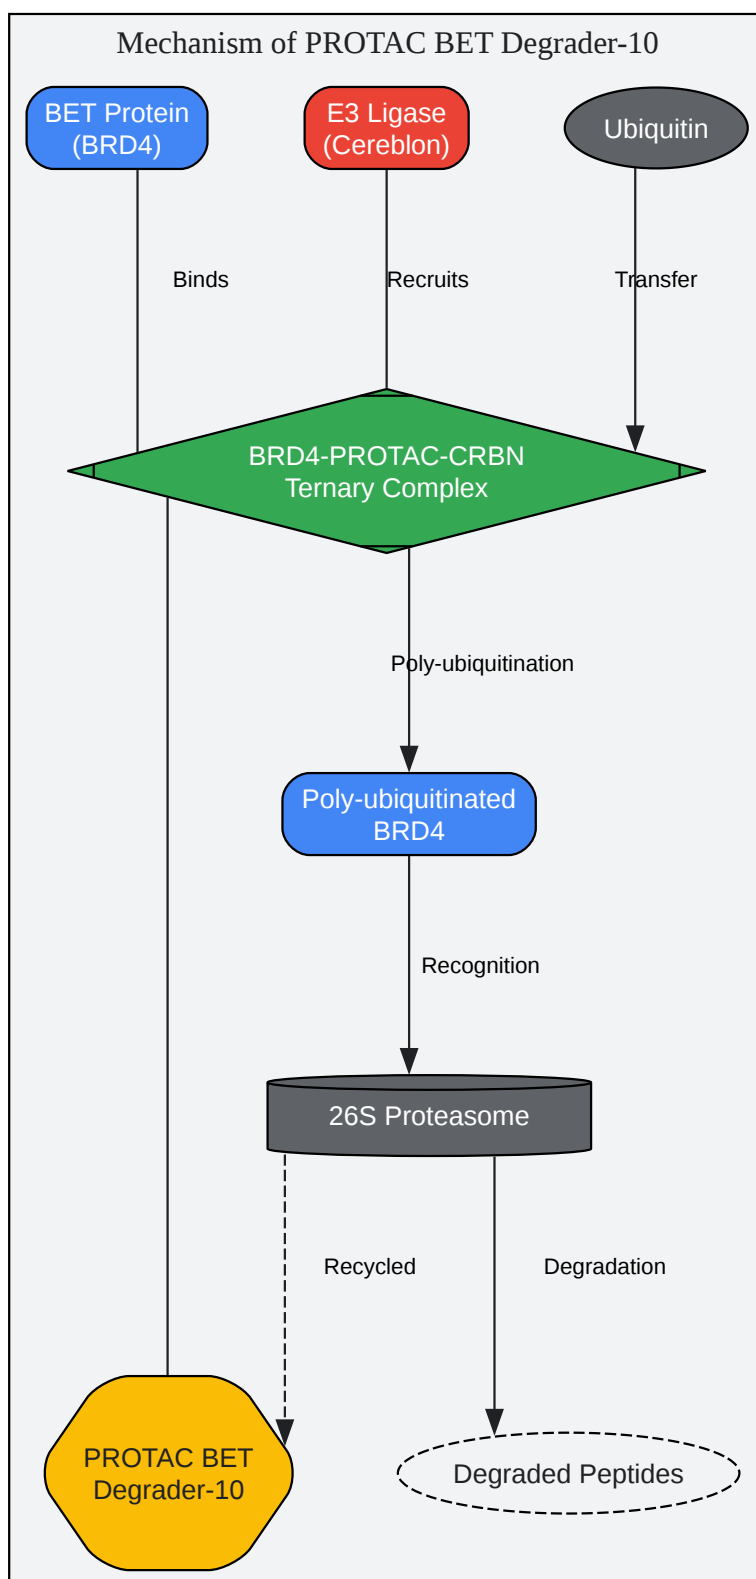 Mechanism of PROTAC BET Degrader-10
BET Protein
(BRD4)
E3 Ligase
(Cereblon)
Ubiquitin
Binds
Recruits
Transfer
BRD4-PROTAC-CRBN
Ternary Complex
Poly-ubiquitination
Poly-ubiquitinated
BRD4
Recognition
26S Proteasome
Recycled
Degradation
PROTAC BET
Degrader-10
Degraded Peptides